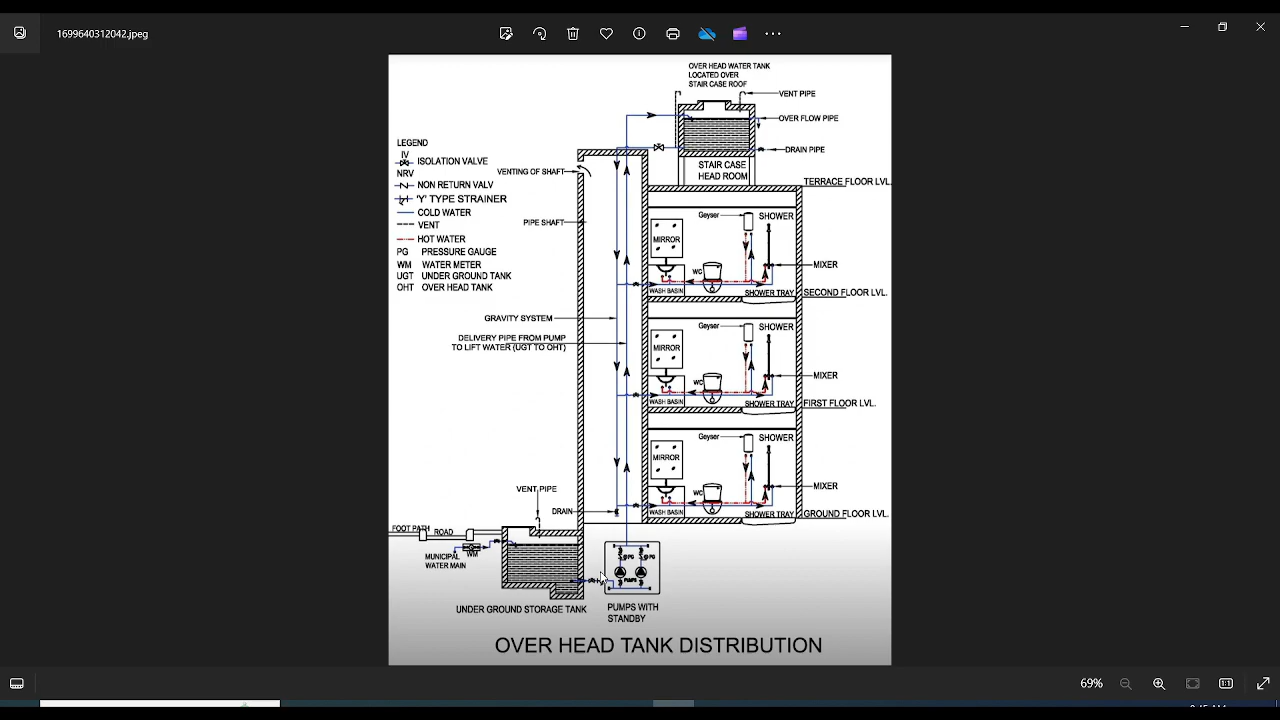 1699640312042.jpeg
OVER HEAD WATER TANK
LOCATED OVER
STAIR CASE ROOF
VENT PIPE
OVER FLOW PIPE
DRAIN PIPE
STAIR CASE
HEAD ROOM
TERRACE FLOOR LVL.
LEGEND
IV
ISOLATION VALVE
NRV
NON RETURN VALV
'Y' TYPE STRAINER
COLD WATER
VENT
HOT WATER
PG PRESSURE GAUGE
WM WATER METER
UGT UNDER GROUND TANK
OHT OVER HEAD TANK
VENTING OF SHAFT
PIPE SHAFT
GRAVITY SYSTEM
DELIVERY PIPE FROM PUMP
TO LIFT WATER (UGT TO OHT)
Geyser
SHOWER
MIRROR
MIXER
WC
WASH BASIN
SHOWER TRAY
SECOND FLOOR LVL.
Geyser
SHOWER
MIRROR
MIXER
WC
WASH BASIN
SHOWER TRAY
FIRST FLOOR LVL.
Geyser
SHOWER
MIRROR
MIXER
WC
WASH BASIN
SHOWER TRAY
GROUND FLOOR LVL.
VENT PIPE
DRAIN
FOOT PATH
ROAD
MUNICIPAL
WATER MAIN
WM
PG
PG
PUMPS
UNDER GROUND STORAGE TANK
PUMPS WITH
STANDBY
OVER HEAD TANK DISTRIBUTION
69%